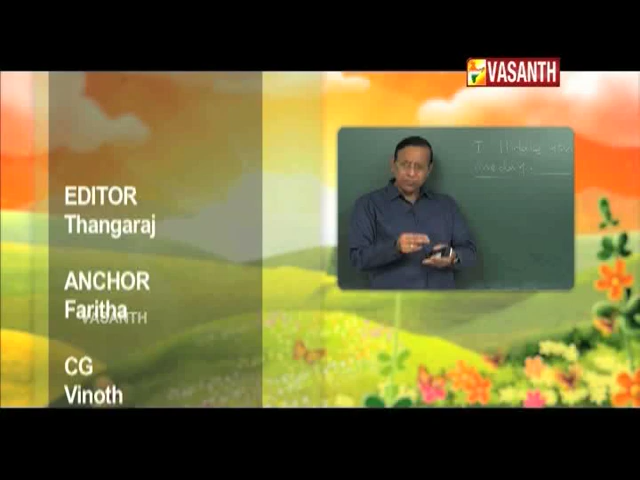 VASANTH
EDITOR
Thangaraj
ANCHOR
Faritha
VASANTH
CG
Vinoth
I